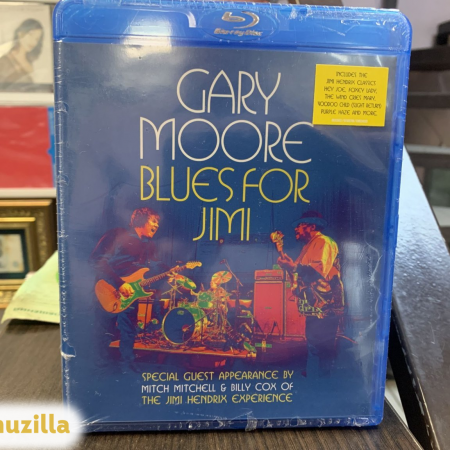 Blu-ray Disc
GARY
MOORE
BLUES FOR
JIMI
INCLUDES THE
JIMI HENDRIX CLASSICS
HEY JOE, FOXEY LADY,
THE WIND CRIES MARY,
VOODOO CHILD (SLIGHT RETURN)
PURPLE HAZE AND MORE.
SPECIAL GUEST APPEARANCE BY
MITCH MITCHELL & BILLY COX OF
THE JIMI HENDRIX EXPERIENCE
uzilla